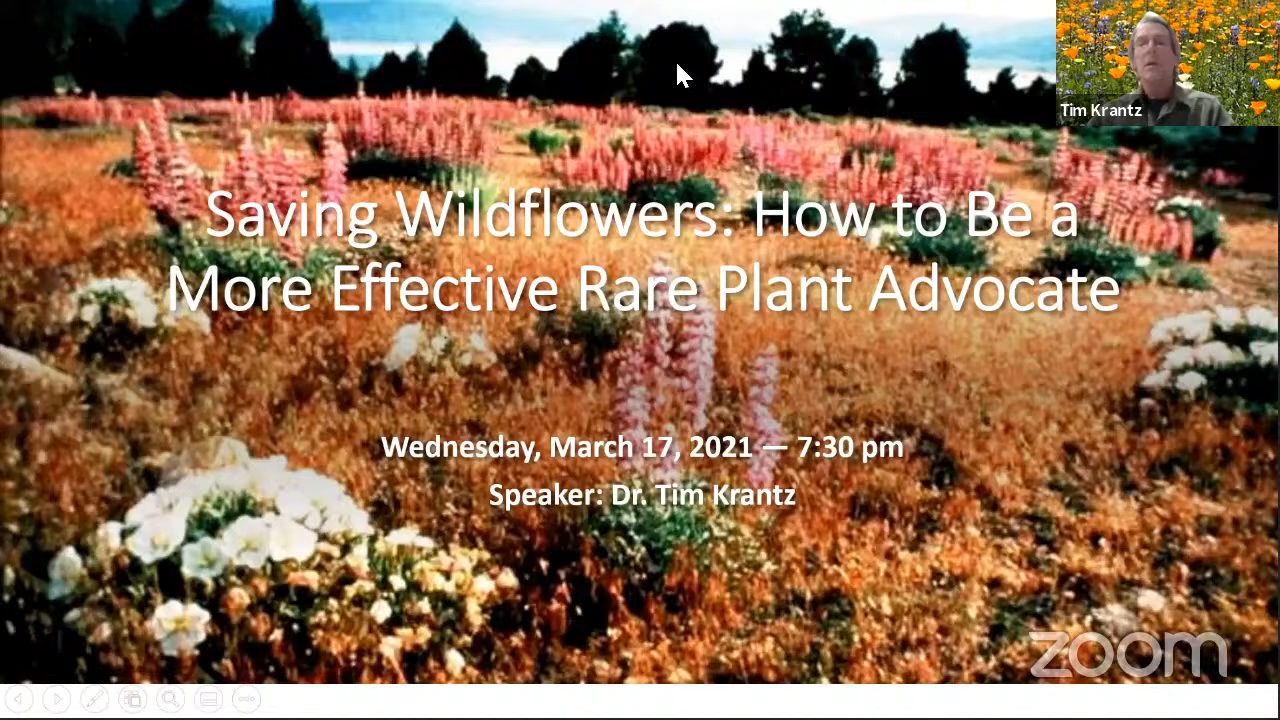 Tim Krantz
Saving Wildflowers: How to Be a
More Effective Rare Plant Advocate
Wednesday, March 17, 2021 — 7:30 pm
Speaker: Dr. Tim Krantz
zoom